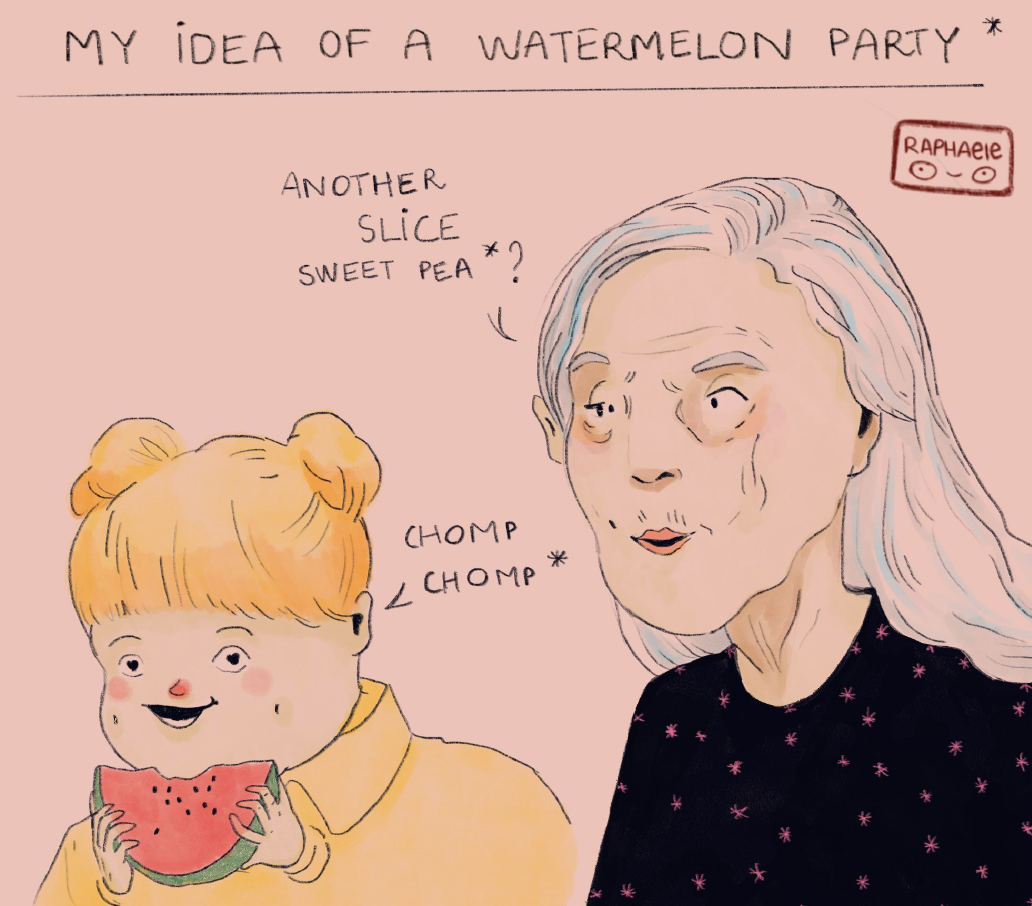 MY iDEA OF A WATERMELON PARTY *
RAPHAeLe
ANOTHER
SLiCE
SWEET PEA * ?
CHOMP
CHOMP *